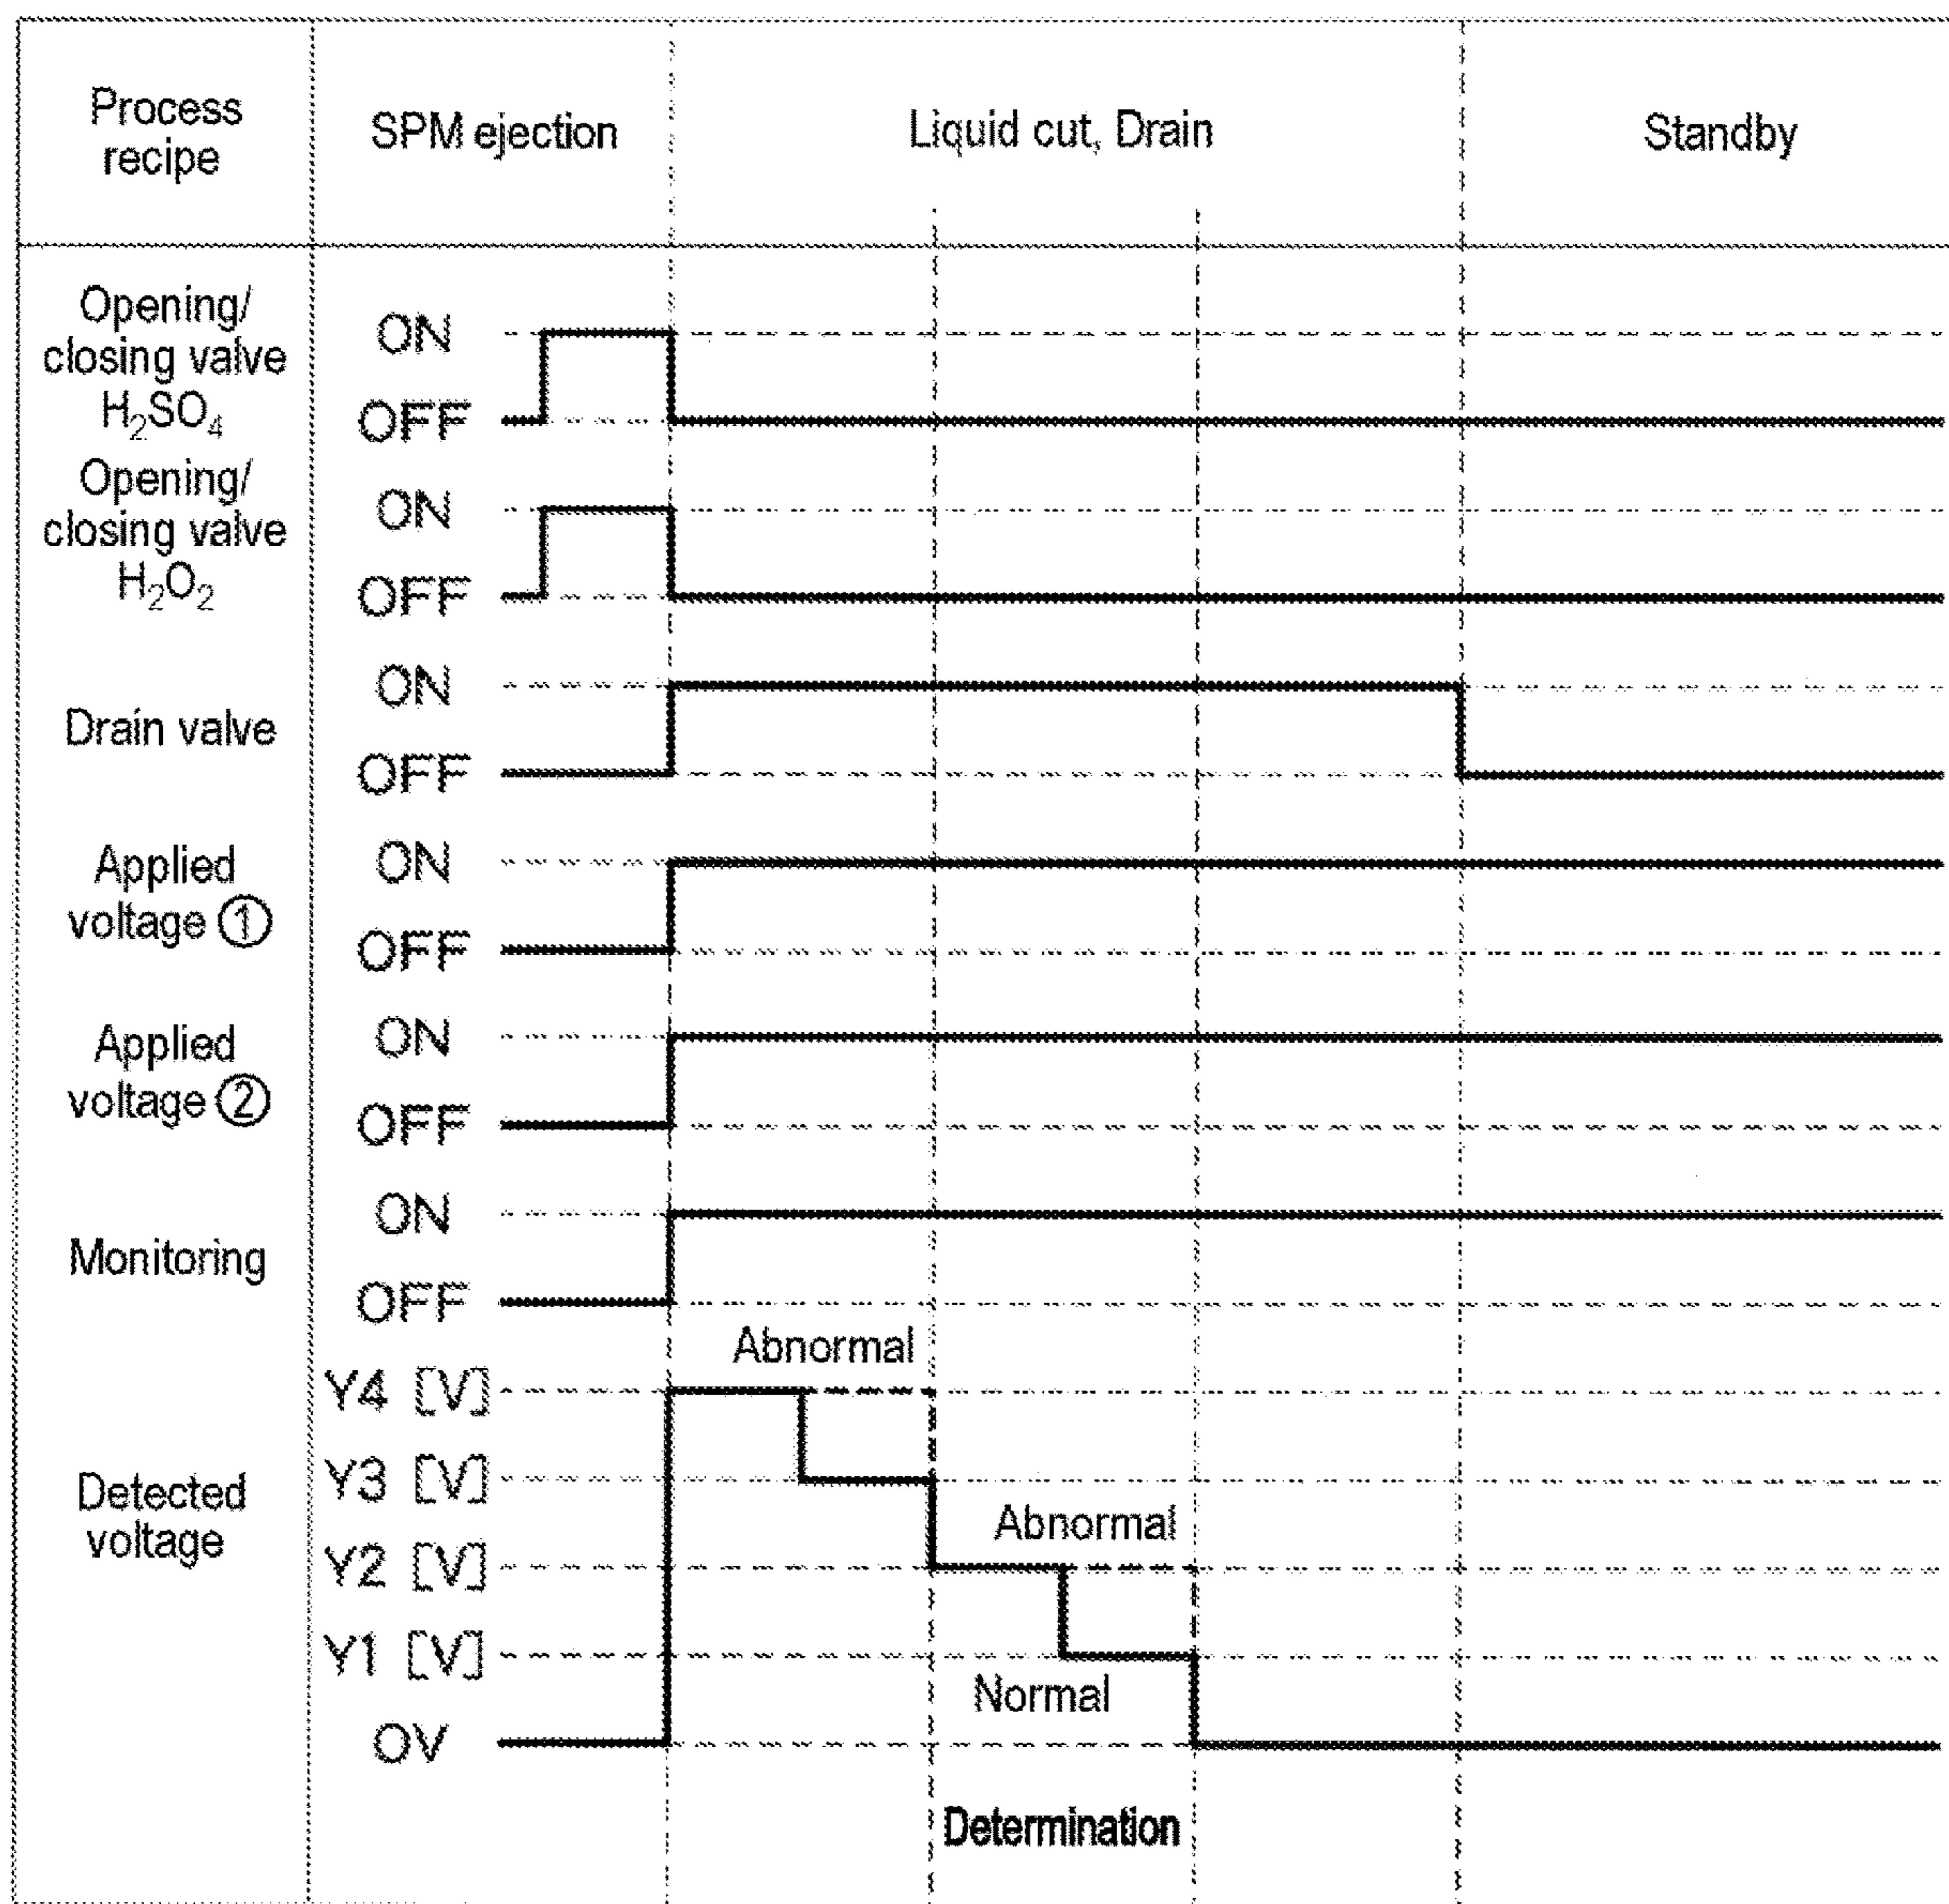 Process
recipe
SPM ejection
Liquid cut, Drain
Standby
Opening/
closing valve
H₂SO₄
ON
OFF
Opening/
closing valve
H₂O₂
ON
OFF
Drain valve
ON
OFF
Applied
voltage ①
ON
OFF
Applied
voltage ②
ON
OFF
Monitoring
ON
OFF
Detected
voltage
Y4 [V]
Y3 [V]
Y2 [V]
Y1 [V]
0V
Abnormal
Abnormal
Normal
Determination